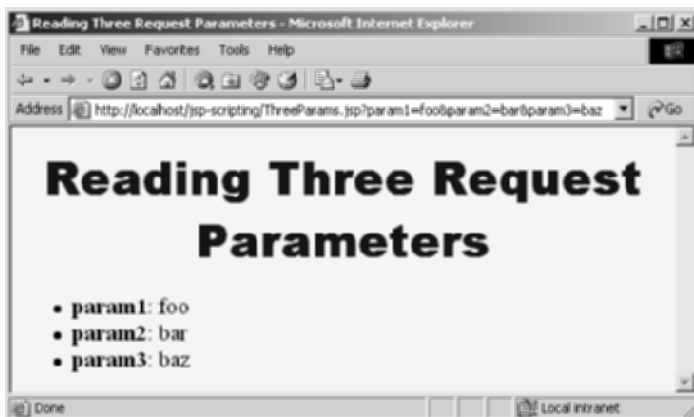 Reading Three Request Parameters - Microsoft Internet Explorer
File Edit View Favorites Tools Help
Address http://localhost/jsp-scripting/ThreeParams.jsp?param1=foo&param2=bar&param3=baz Go
Reading Three Request
Parameters
• param1: foo
• param2: bar
• param3: baz
Done Local intranet